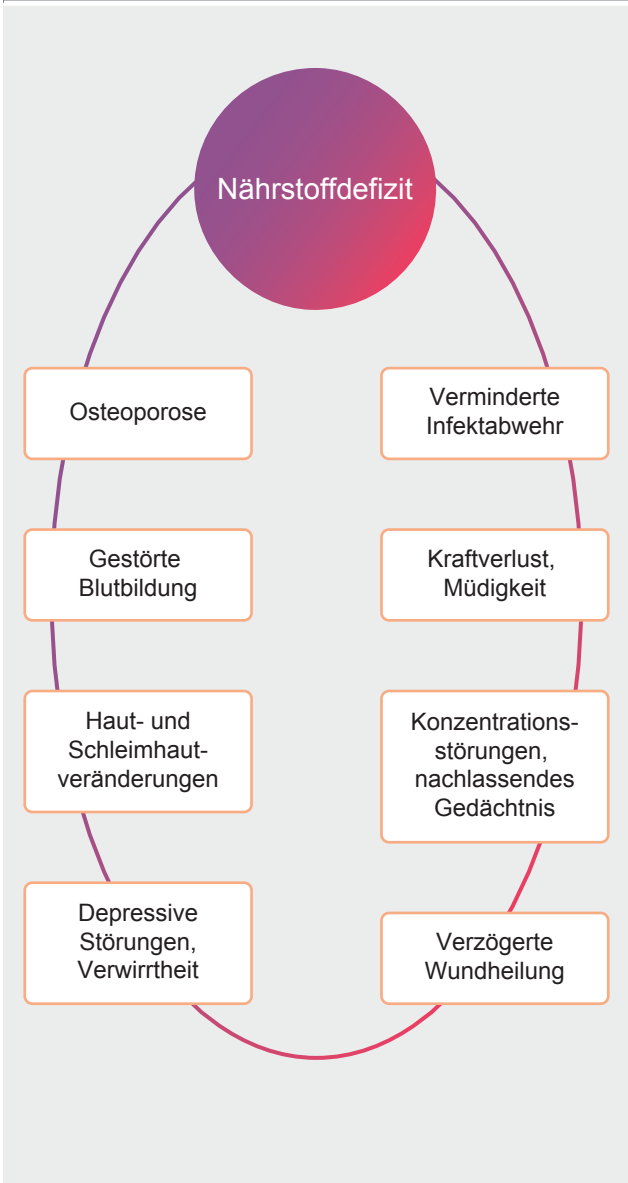 Nährstoffdefizit
Osteoporose
Verminderte
Infektabwehr
Gestörte
Blutbildung
Kraftverlust,
Müdigkeit
Haut- und
Schleimhaut-
veränderungen
Konzentrations-
störungen,
nachlassendes
Gedächtnis
Depressive
Störungen,
Verwirrtheit
Verzögerte
Wundheilung